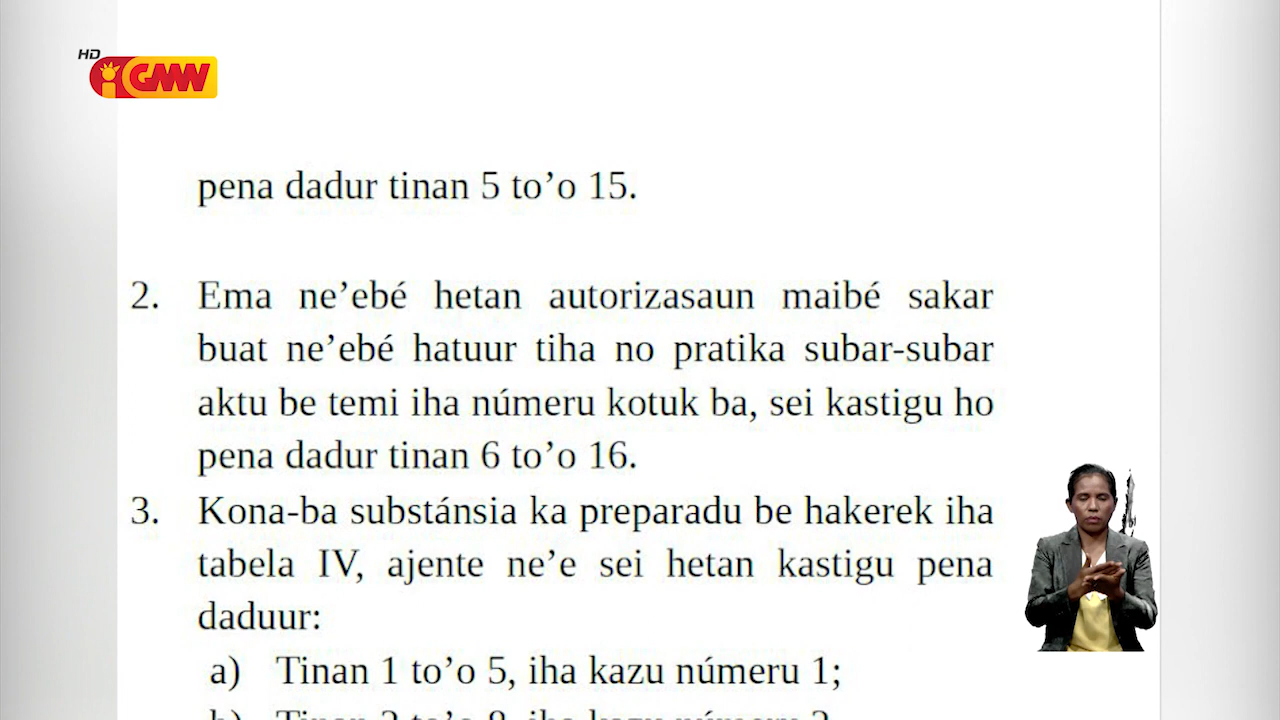 HD
GMN
pena dadur tinan 5 to’o 15.
2. Ema ne’ebé hetan autorizasaun maibé sakar
buat ne’ebé hatuur tiha no pratika subar-subar
aktu be temi iha númeru kotuk ba, sei kastigu ho
pena dadur tinan 6 to’o 16.
3. Kona-ba substánsia ka preparadu be hakerek iha
tabela IV, ajente ne’e sei hetan kastigu pena
daduur:
a) Tinan 1 to’o 5, iha kazu númeru 1;